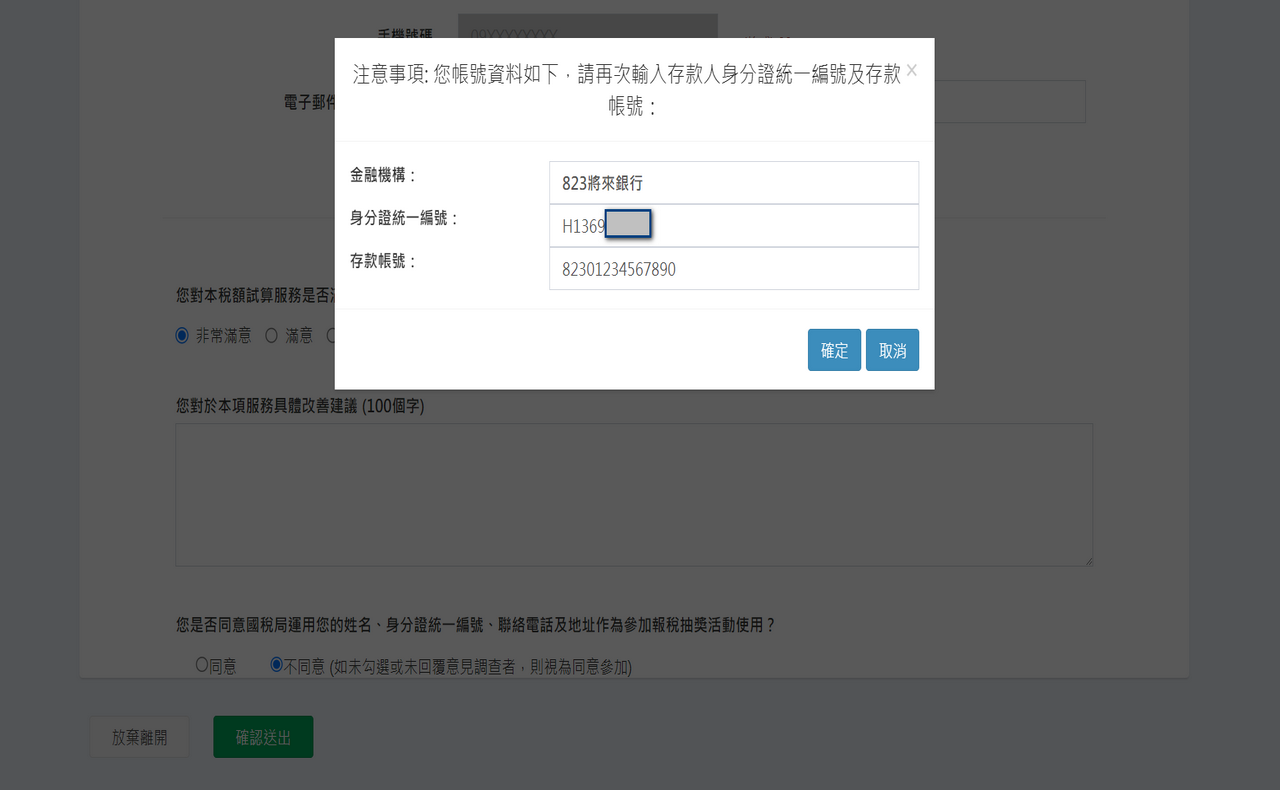 手機號碼
09XXXXXXXX
注意事項: 您帳號資料如下，請再次輸入存款人身分證統一編號及存款
帳號：
×
電子郵件
金融機構：
823將來銀行
身分證統一編號：
H1369
存款帳號：
82301234567890
確定 取消
您對本稅額試算服務是否
非常滿意 滿意
您對於本項服務具體改善建議 (100個字)
您是否同意國稅局運用您的姓名、身分證統一編號、聯絡電話及地址作為參加報稅抽獎活動使用？
同意 不同意 (如未勾選或未回覆意見調查者，則視為同意參加)
放棄離開 確認送出